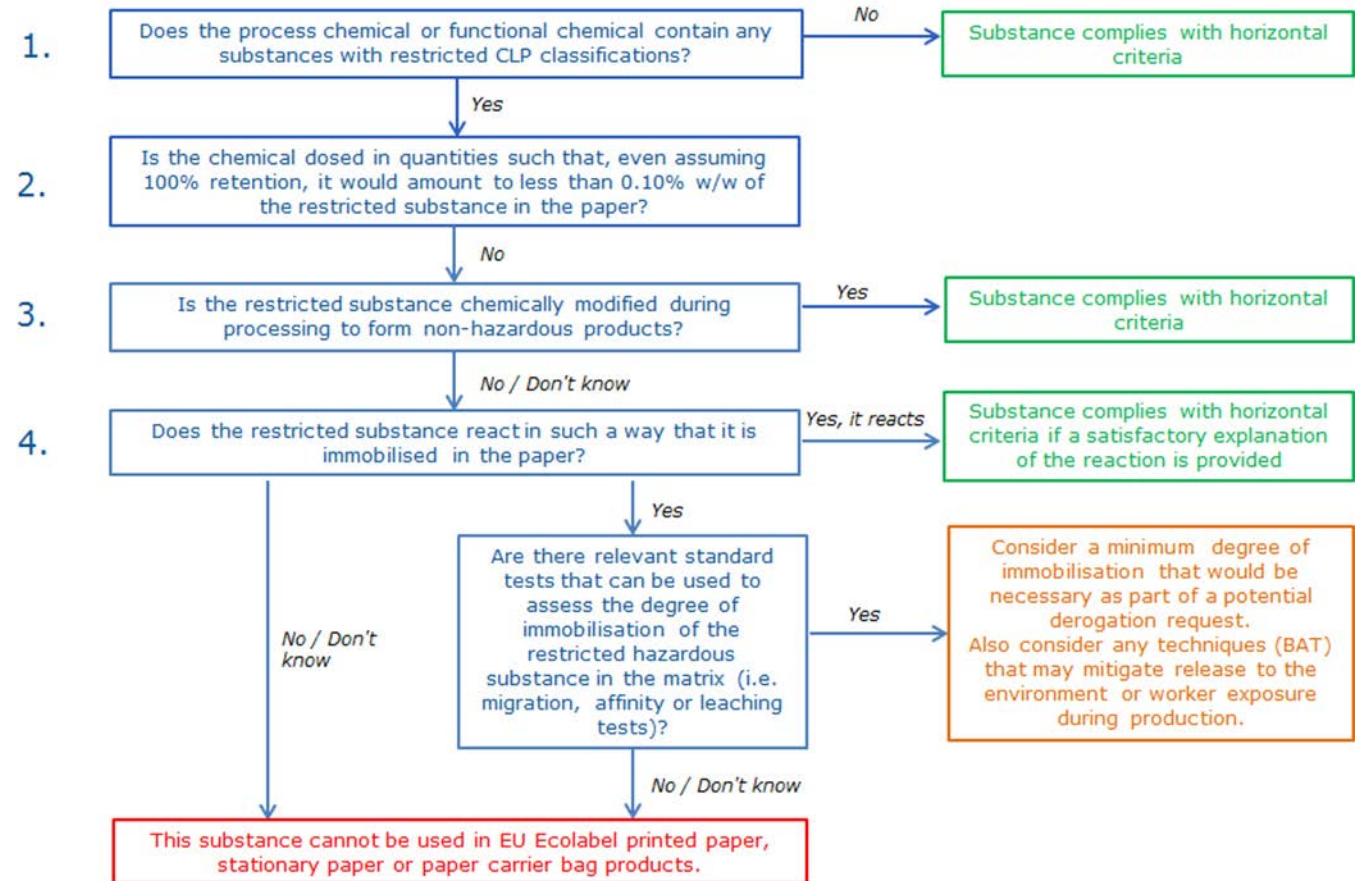 1.
Does the process chemical or functional chemical contain any
substances with restricted CLP classifications?
No
Substance complies with horizontal
criteria
Yes
2.
Is the chemical dosed in quantities such that, even assuming
100% retention, it would amount to less than 0.10% w/w of
the restricted substance in the paper?
No
3.
Is the restricted substance chemically modified during
processing to form non-hazardous products?
Yes
Substance complies with horizontal
criteria
No / Don't know
4.
Does the restricted substance react in such a way that it is
immobilised in the paper?
Yes, it reacts
Substance complies with horizontal
criteria if a satisfactory explanation
of the reaction is provided
No / Don't
know
Yes
Are there relevant standard
tests that can be used to
assess the degree of
immobilisation of the
restricted hazardous
substance in the matrix (i.e.
migration, affinity or leaching
tests)?
Yes
Consider a minimum degree of
immobilisation that would be
necessary as part of a potential
derogation request.
Also consider any techniques (BAT)
that may mitigate release to the
environment or worker exposure
during production.
No / Don't know
This substance cannot be used in EU Ecolabel printed paper,
stationary paper or paper carrier bag products.